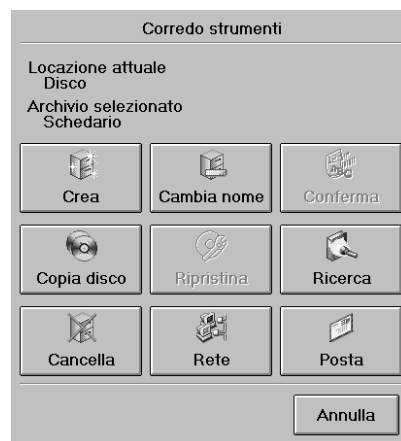 Corredo strumenti
Locazione attuale
Disco
Archivio selezionato
Schedario
Crea
Cambia nome
Conferma
Copia disco
Ripristina
Ricerca
Cancella
Rete
Posta
Annulla